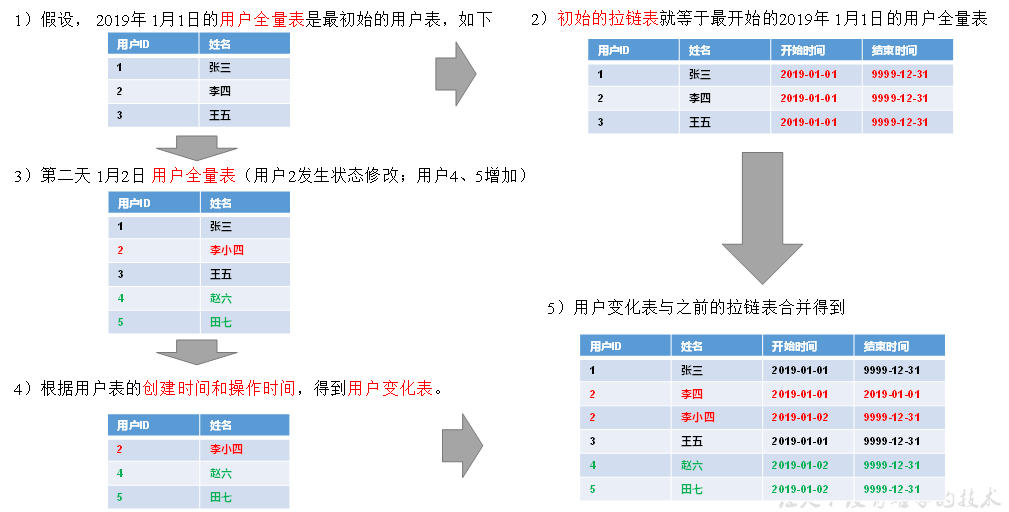 1）假设， 2019年 1月1日的用户全量表是最初始的用户表，如下
用户ID 姓名
1 张三
2 李四
3 王五
2）初始的拉链表就等于最开始的2019年 1月1日的用户全量表
用户ID 姓名 开始时间 结束时间
1 张三 2019-01-01 9999-12-31
2 李四 2019-01-01 9999-12-31
3 王五 2019-01-01 9999-12-31
3）第二天 1月2日 用户全量表（用户2发生状态修改；用户4、5增加）
用户ID 姓名
1 张三
2 李小四
3 王五
4 赵六
5 田七
4）根据用户表的创建时间和操作时间，得到用户变化表。
用户ID 姓名
2 李小四
4 赵六
5 田七
5）用户变化表与之前的拉链表合并得到
用户ID 姓名 开始时间 结束时间
1 张三 2019-01-01 9999-12-31
2 李四 2019-01-01 2019-01-01
2 李小四 2019-01-02 9999-12-31
3 王五 2019-01-01 9999-12-31
4 赵六 2019-01-02 9999-12-31
5 田七 2019-01-02 9999-12-31
的技术